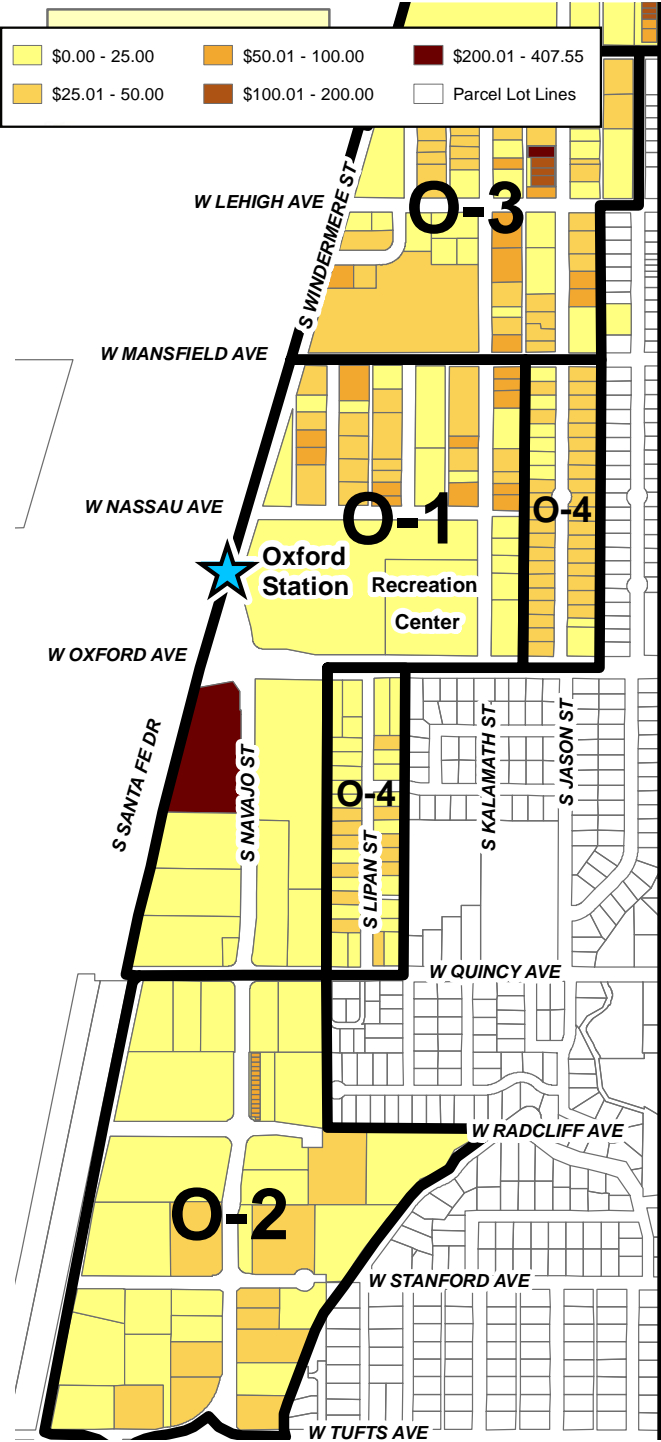 $0.00 - 25.00
$50.01 - 100.00
$200.01 - 407.55
$25.01 - 50.00
$100.01 - 200.00
Parcel Lot Lines
S WINDERMERE ST
W LEHIGH AVE
O-3
W MANSFIELD AVE
W NASSAU AVE
O-1
O-4
Oxford
Station
Recreation
Center
W OXFORD AVE
S SANTA FE DR
S NAVAJO ST
O-4
S LIPAN ST
S KALAMATH ST
S JASON ST
W QUINCY AVE
W RADCLIFF AVE
O-2
W STANFORD AVE
W TUFTS AVE